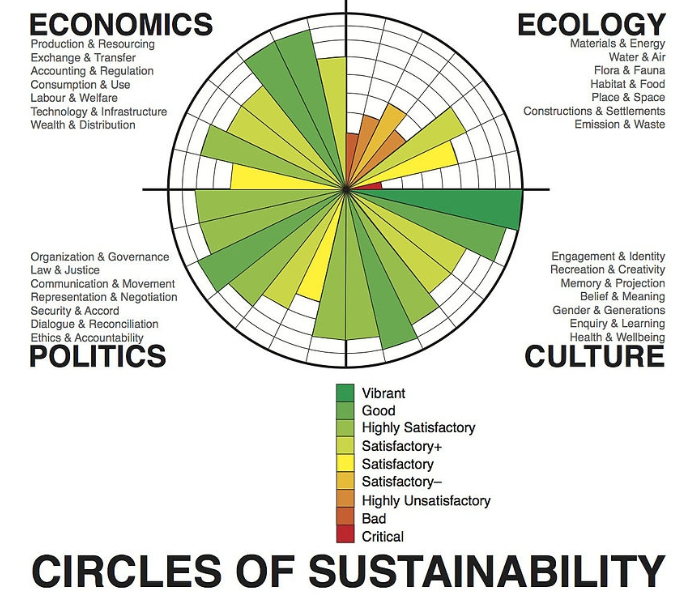 ECONOMICS
Production & Resourcing
Exchange & Transfer
Accounting & Regulation
Consumption & Use
Labour & Welfare
Technology & Infrastructure
Wealth & Distribution
ECOLOGY
Materials & Energy
Water & Air
Flora & Fauna
Habitat & Food
Place & Space
Constructions & Settlements
Emission & Waste
Organization & Governance
Law & Justice
Communication & Movement
Representation & Negotiation
Security & Accord
Dialogue & Reconciliation
Ethics & Accountability
POLITICS
Engagement & Identity
Recreation & Creativity
Memory & Projection
Belief & Meaning
Gender & Generations
Enquiry & Learning
Health & Wellbeing
CULTURE
Vibrant
Good
Highly Satisfactory
Satisfactory+
Satisfactory
Satisfactory–
Highly Unsatisfactory
Bad
Critical
CIRCLES OF SUSTAINABILITY